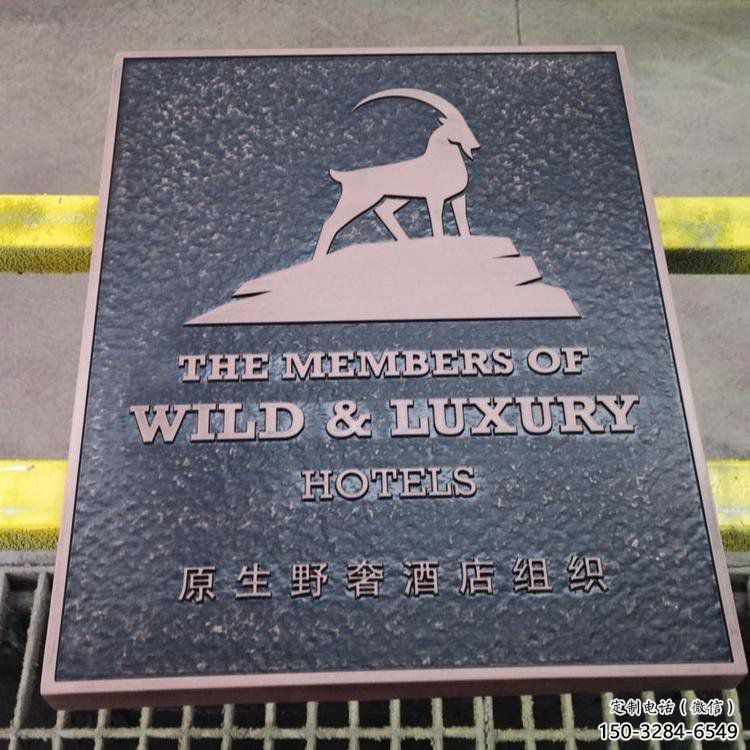 THE MEMBERS OF
WILD & LUXURY
HOTELS
原生野奢酒店组织
定制电话（微信）
150-3284-6549